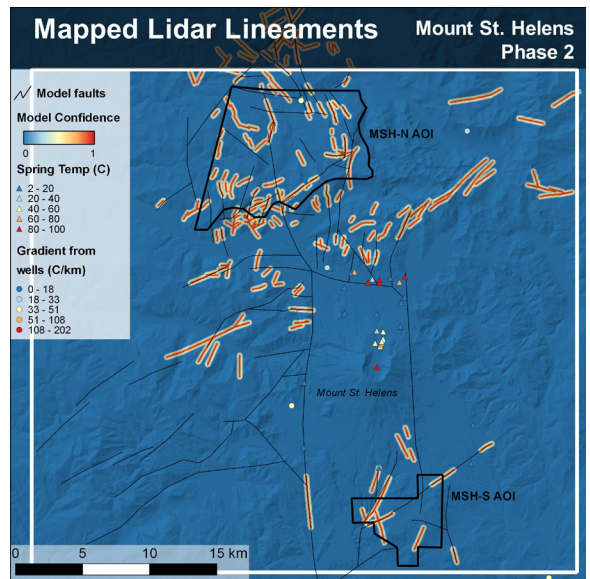 Mapped Lidar Lineaments
Mount St. Helens
Phase 2
Model faults
Model Confidence
0 1
Spring Temp (C)
2 - 20
20 - 40
40 - 60
60 - 80
80 - 100
Gradient from
wells (C/km)
0 - 18
18 - 33
33 - 51
51 - 108
108 - 202
MSH-N AOI
Mount St. Helens
MSH-S AOI
0 5 10 15 km